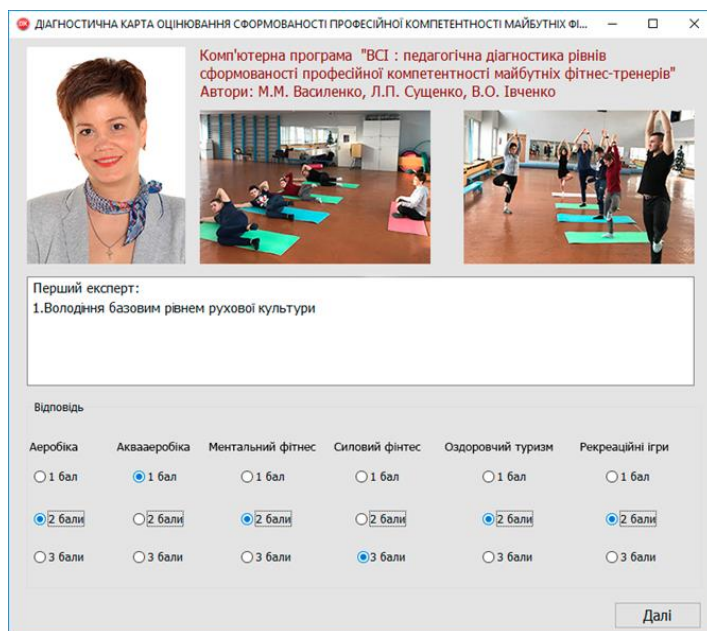 ДІАГНОСТИЧНА КАРТА ОЦІНЮВАННЯ СФОРМОВАНОСТІ ПРОФЕСІЙНОЇ КОМПЕТЕНТНОСТІ МАЙБУТНІХ ФІ...
Комп'ютерна програма "ВСІ : педагогічна діагностика рівнів
сформованості професійної компетентності майбутніх фітнес-тренерів"
Автори: М.М. Василенко, Л.П. Сущенко, В.О. Івченко
Перший експерт:
1.Володіння базовим рівнем рухової культури
Відповідь
Аеробіка Аквааеробіка Ментальний фітнес Силовий фінтес Оздоровчий туризм Рекреаційні ігри
1 бал 1 бал 1 бал 1 бал 1 бал 1 бал
2 бали 2 бали 2 бали 2 бали 2 бали 2 бали
3 бали 3 бали 3 бали 3 бали 3 бали 3 бали
Далі